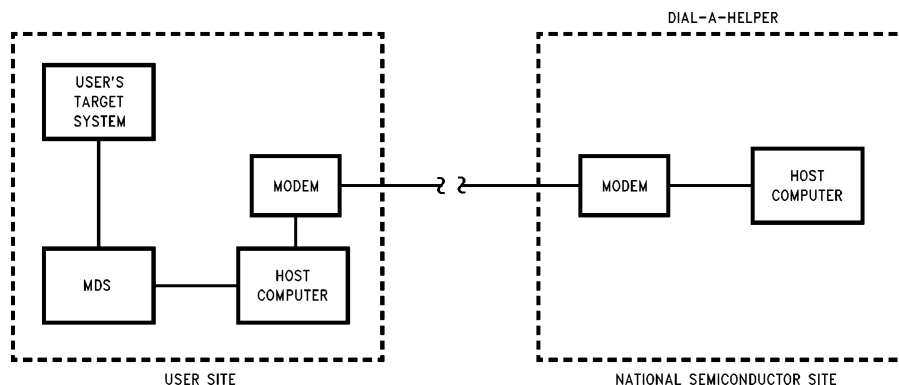 DIAL-A-HELPER
USER'S
TARGET
SYSTEM
MODEM
MODEM
HOST
COMPUTER
MDS
HOST
COMPUTER
USER SITE
NATIONAL SEMICONDUCTOR SITE